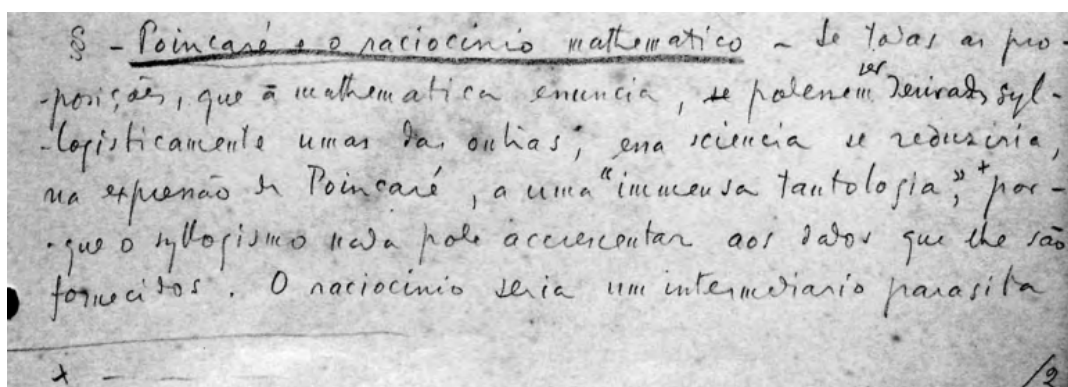 § - Poincaré e o raciocinio mathematico - Se todas as pro-
-posições, que a mathematica enuncia, se podessem ser derivadas syl-
-logisticamente umas das outras, essa sciencia se reduziria,
na expressão de Poincaré, a uma "immensa tautologia",+ por-
-que o syllogismo nada pode accrescentar aos dados que lhe são
fornecidos. O raciocinio seria um intermediario parasita
+ -
/2